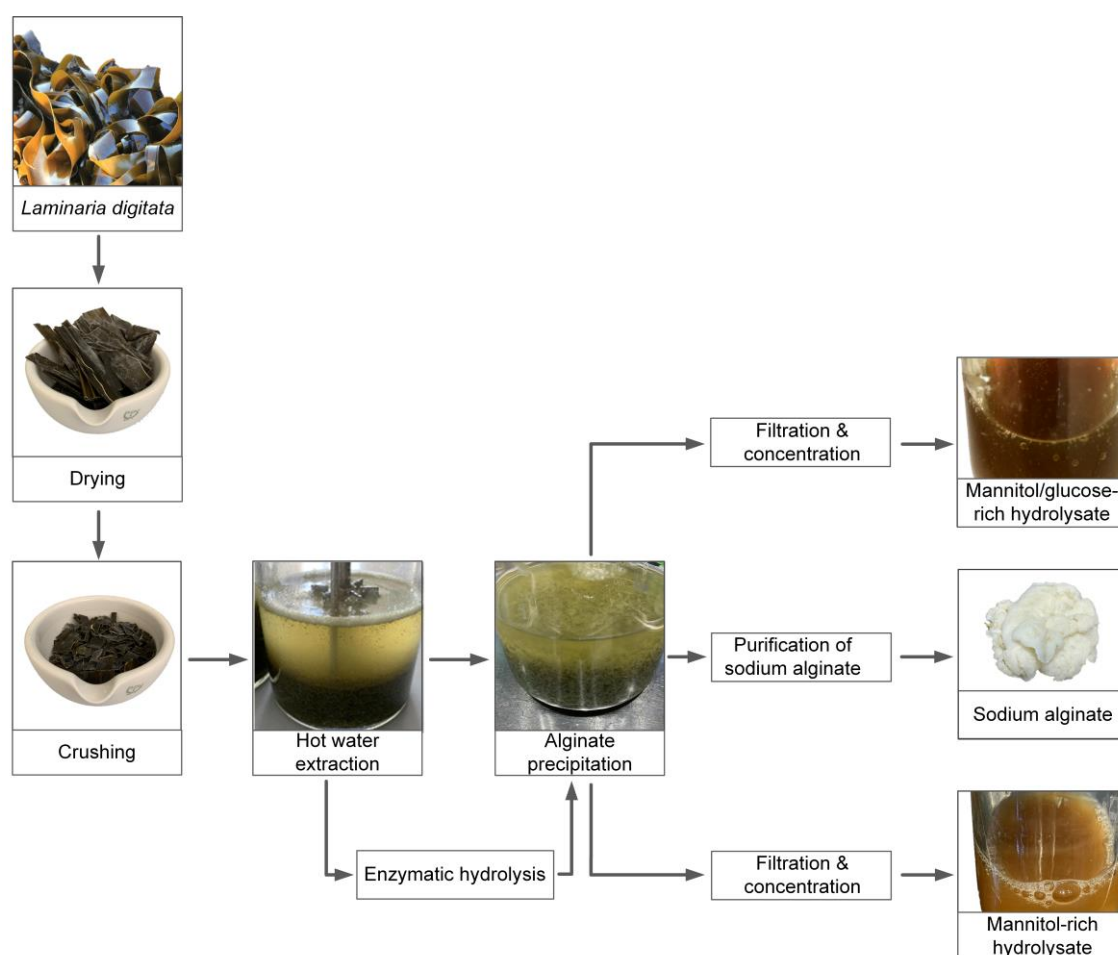 Laminaria digitata
Drying
Crushing
Hot water
extraction
Enzymatic hydrolysis
Alginate
precipitation
Filtration &
concentration
Mannitol/glucose-
rich hydrolysate
Purification of
sodium alginate
Sodium alginate
Filtration &
concentration
Mannitol-rich
hydrolysate